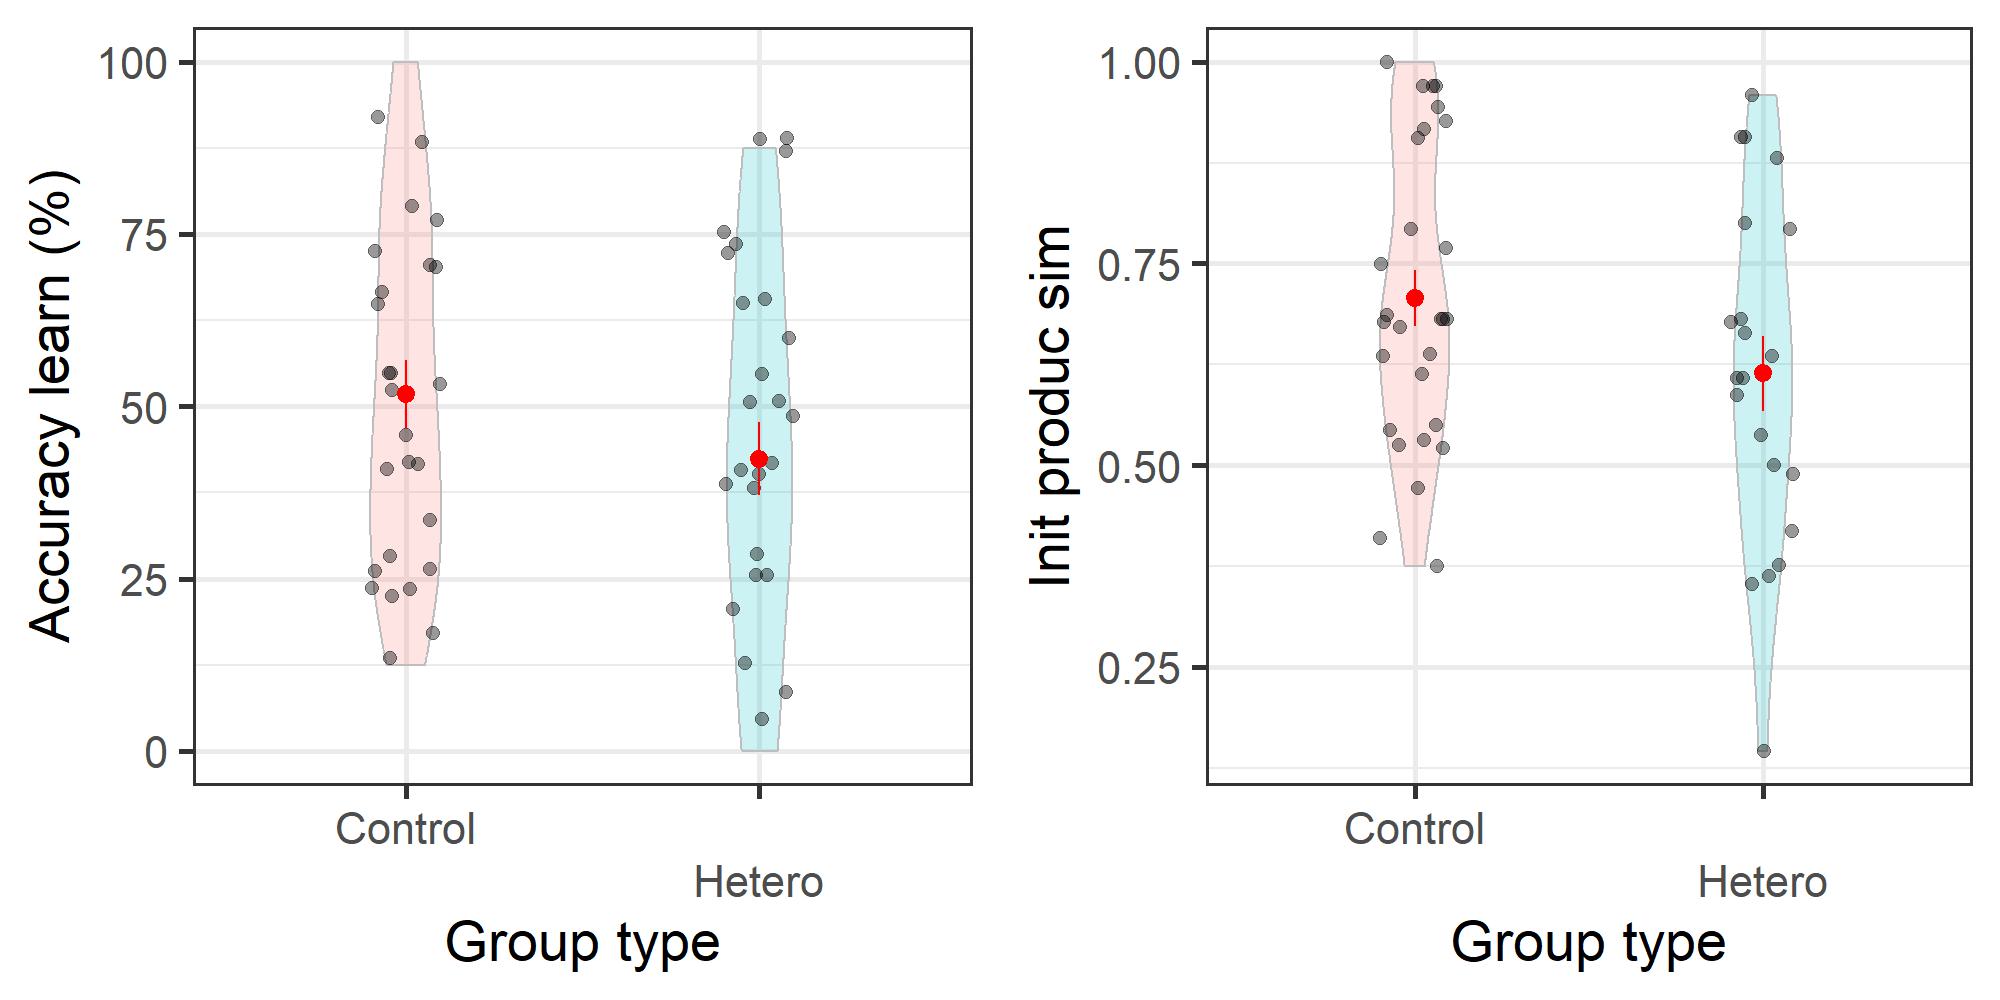 Accuracy learn (%)
100
75
50
25
0
Control
Hetero
Group type
Init produc sim
1.00
0.75
0.50
0.25
Control
Hetero
Group type